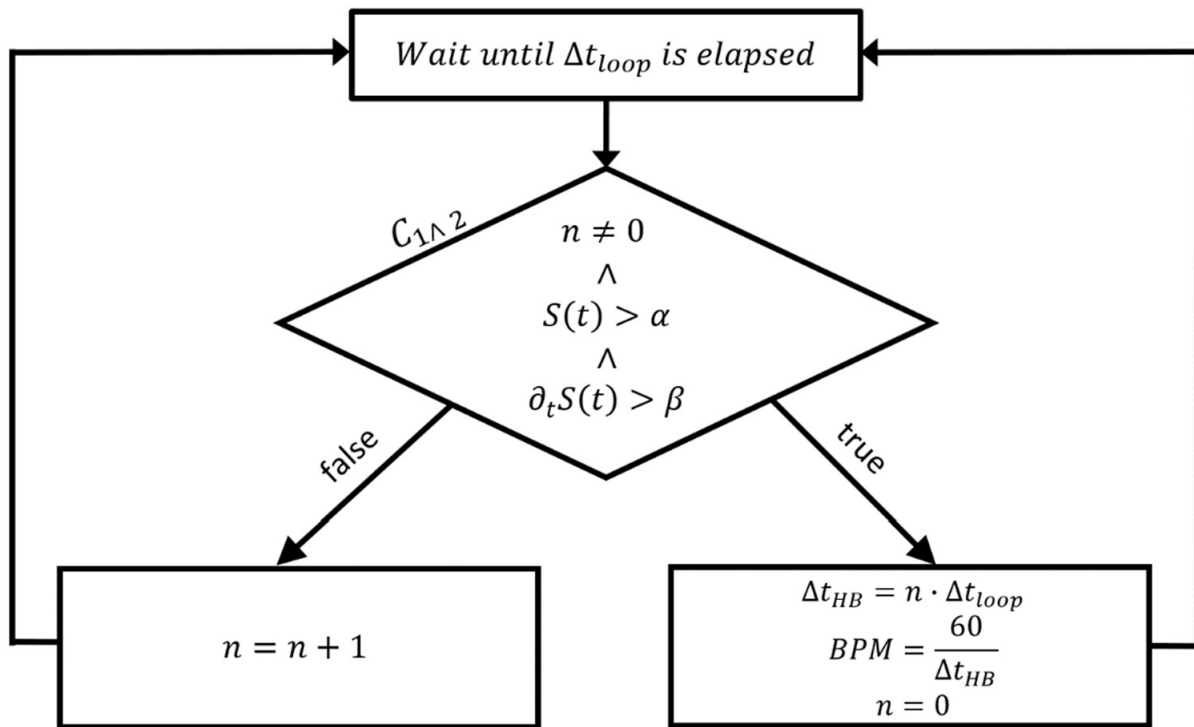 Wait until Δt_loop is elapsed
C_1∧2
n ≠ 0
∧
S(t) > α
∧
∂_t S(t) > β
false
true
n = n + 1
Δt_HB = n · Δt_loop
BPM = 60 / Δt_HB
n = 0